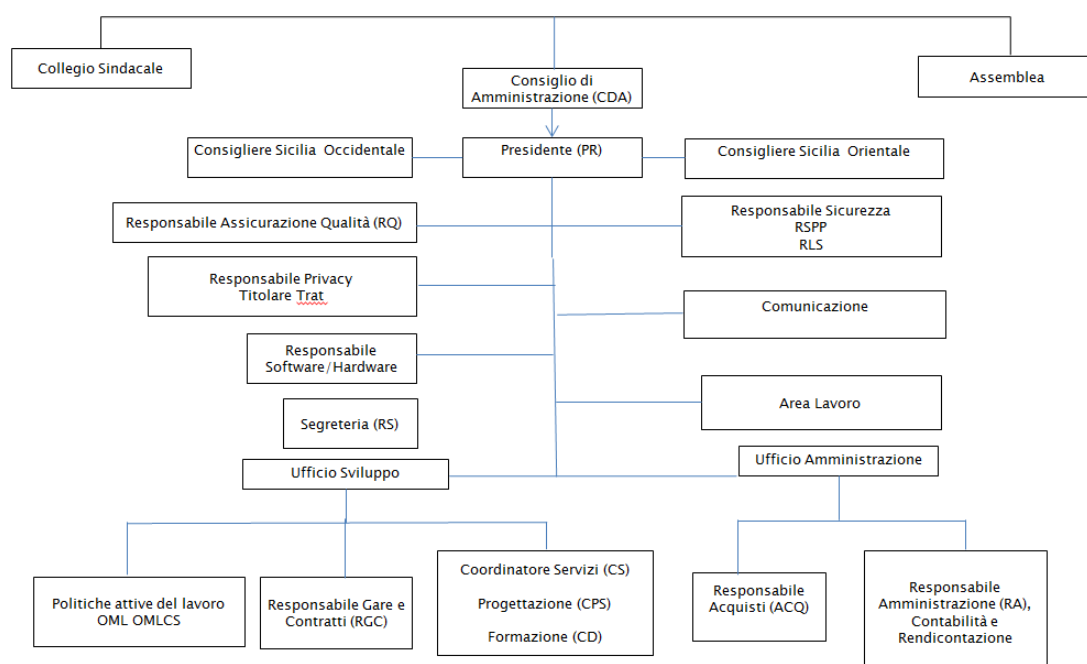 Collegio Sindacale
Consiglio di
Amministrazione (CDA)
Assemblea
Consigliere Sicilia Occidentale
Presidente (PR)
Consigliere Sicilia Orientale
Responsabile Assicurazione Qualità (RQ)
Responsabile Sicurezza
RSPP
RLS
Responsabile Privacy
Titolare Trat
Comunicazione
Responsabile
Software/Hardware
Area Lavoro
Segreteria (RS)
Ufficio Sviluppo
Ufficio Amministrazione
Politiche attive del lavoro
OML OMLCS
Responsabile Gare e
Contratti (RGC)
Coordinatore Servizi (CS)
Progettazione (CPS)
Formazione (CD)
Responsabile
Acquisti (ACQ)
Responsabile
Amministrazione (RA),
Contabilità e
Rendicontazione